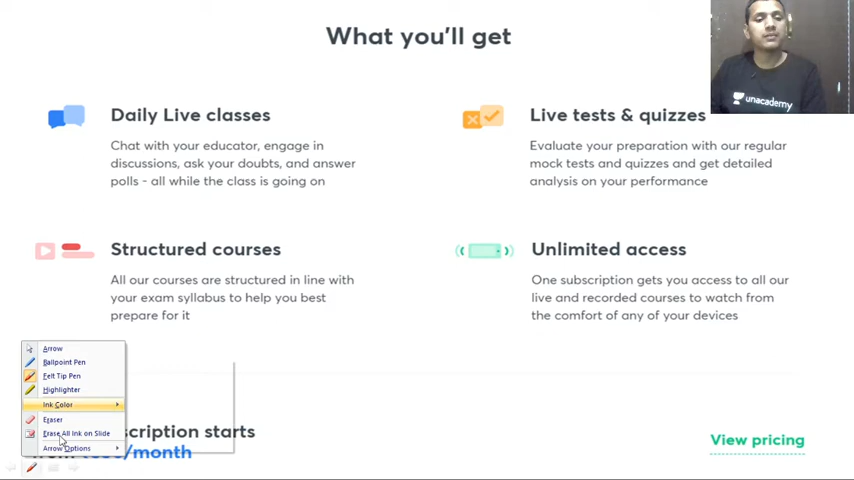 What you'll get
unacademy
Daily Live classes
Chat with your educator, engage in
discussions, ask your doubts, and answer
polls - all while the class is going on
Live tests & quizzes
Evaluate your preparation with our regular
mock tests and quizzes and get detailed
analysis on your performance
Structured courses
All our courses are structured in line with
your exam syllabus to help you best
prepare for it
Unlimited access
One subscription gets you access to all our
live and recorded courses to watch from
the comfort of any of your devices
Arrow
Ballpoint Pen
Felt Tip Pen
Highlighter
Ink Color
Eraser
Erase All Ink on Slide
Arrow Options
scription starts
/month
View pricing